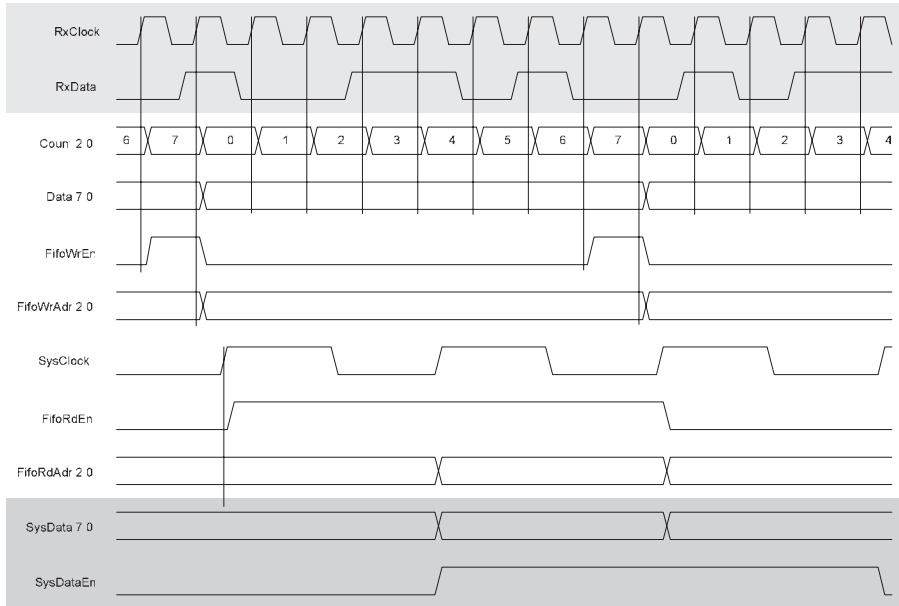 RxClock
RxData
Count 2 0 6 7 0 1 2 3 4 5 6 7 0 1 2 3 4
Data 7 0
FifoWrEn
FifoWrAdr 2 0
SysClock
FifoRdEn
FifoRdAdr 2 0
SysData 7 0
SysDataEn